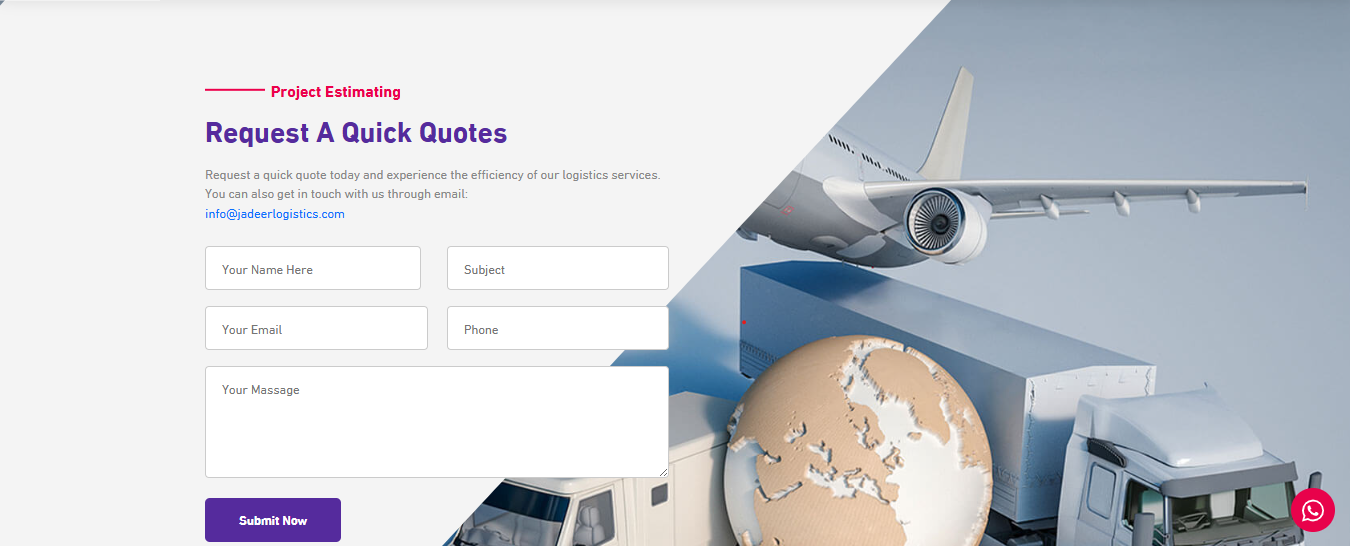 Project Estimating
Request A Quick Quotes
Request a quick quote today and experience the efficiency of our logistics services.
You can also get in touch with us through email:
info@jadeerlogistics.com
Your Name Here
Subject
Your Email
Phone
Your Massage
Submit Now